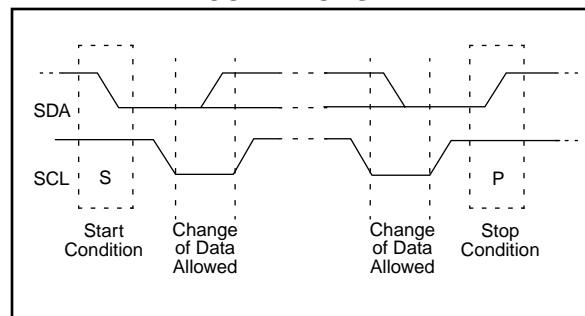 SDA
SCL
S
P
Start
Condition
Change
of Data
Allowed
Change
of Data
Allowed
Stop
Condition